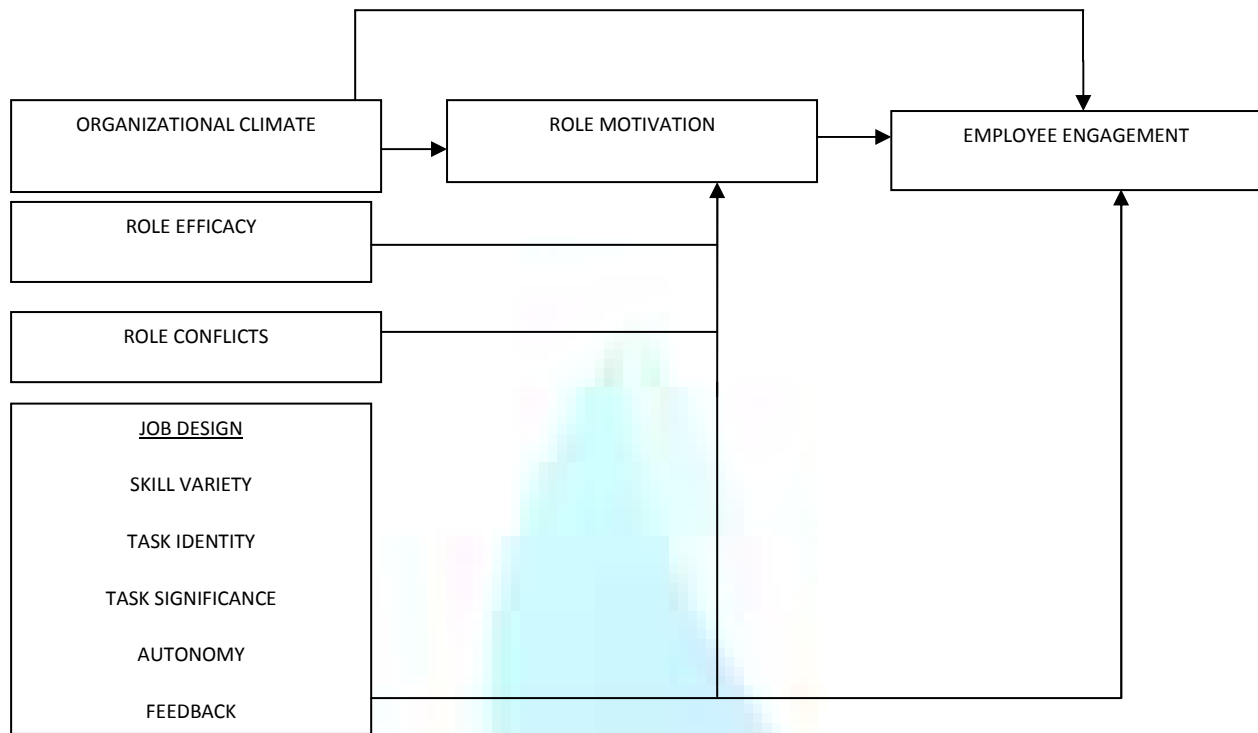 ORGANIZATIONAL CLIMATE
ROLE MOTIVATION
EMPLOYEE ENGAGEMENT
ROLE EFFICACY
ROLE CONFLICTS
JOB DESIGN
SKILL VARIETY
TASK IDENTITY
TASK SIGNIFICANCE
AUTONOMY
FEEDBACK